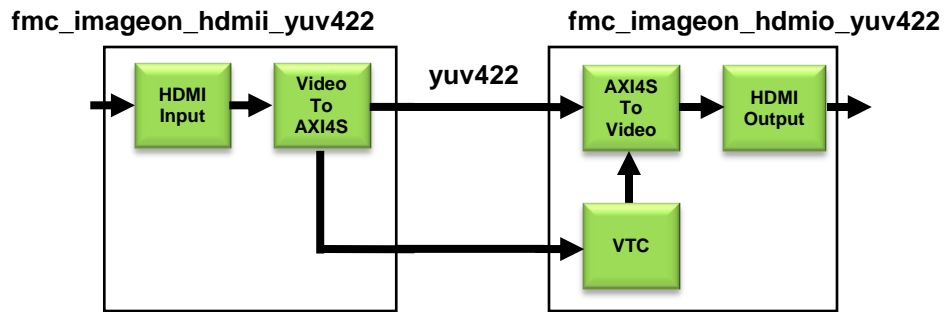 fmc_imageon_hdmii_yuv422
fmc_imageon_hdmio_yuv422
HDMI
Input
Video
To
AXI4S
yuv422
AXI4S
To
Video
HDMI
Output
VTC